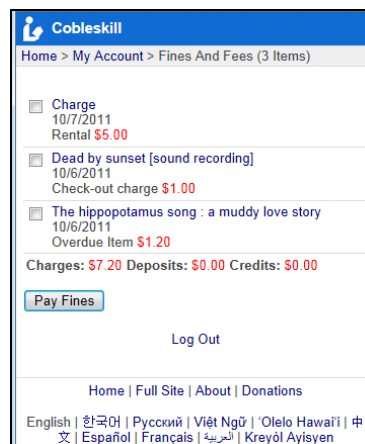 Cobleskill
Home > My Account > Fines And Fees (3 Items)
Charge
10/7/2011
Rental $5.00
Dead by sunset [sound recording]
10/6/2011
Check-out charge $1.00
The hippopotamus song : a muddy love story
10/6/2011
Overdue Item $1.20
Charges: $7.20 Deposits: $0.00 Credits: $0.00
Pay Fines
Log Out
Home | Full Site | About | Donations
English | 한국어 | Русский | Việt Ngữ | 'Olelo Hawai'i | 中
文 | Español | Français | العربية | Kreyòl Ayisyen